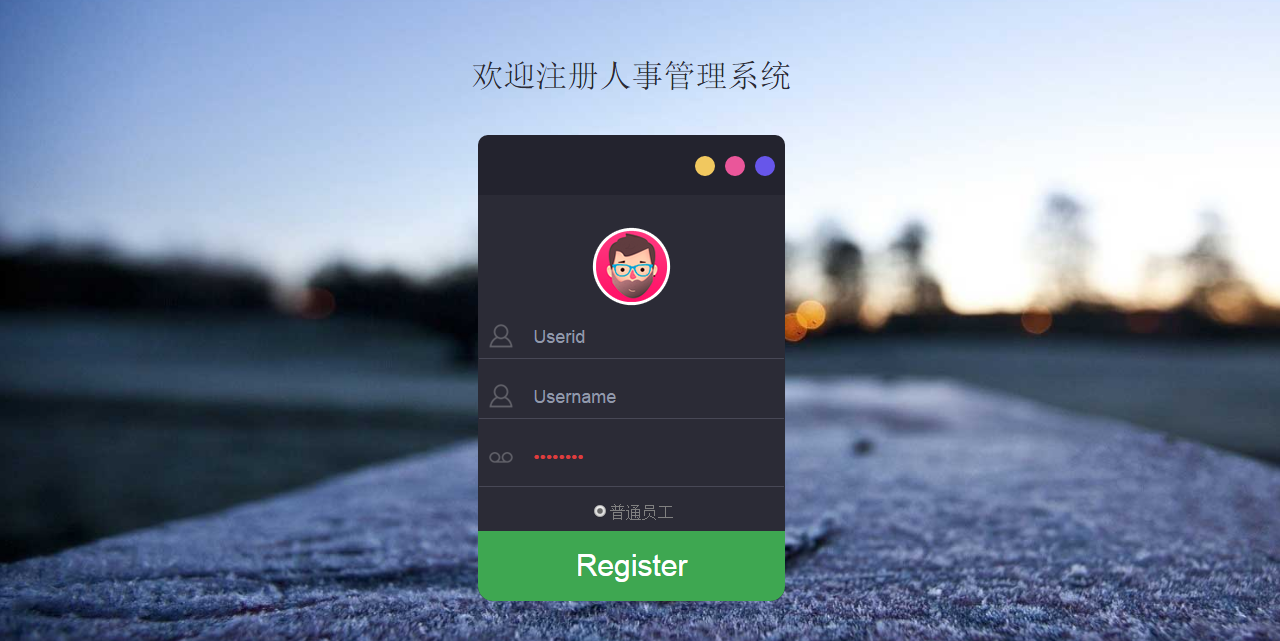 欢迎注册人事管理系统
Userid
Username
••••••••
普通员工
Register